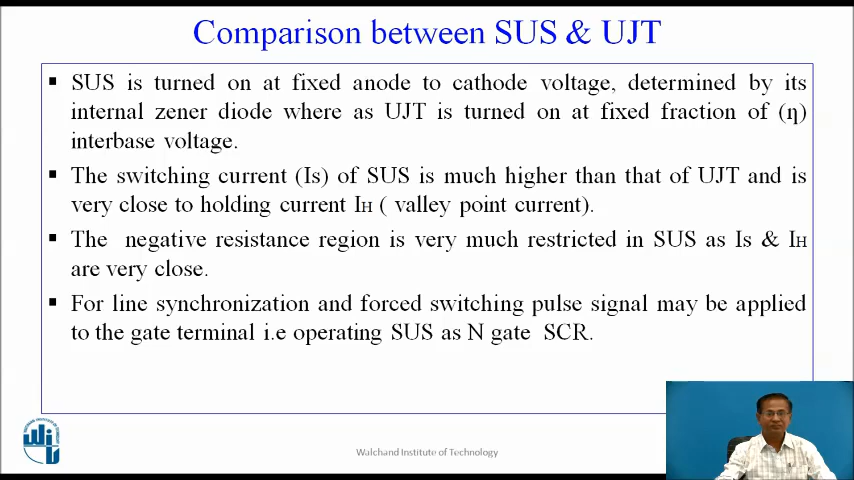 Comparison between SUS & UJT
▪ SUS is turned on at fixed anode to cathode voltage, determined by its
internal zener diode where as UJT is turned on at fixed fraction of (η)
interbase voltage.
▪ The switching current (Is) of SUS is much higher than that of UJT and is
very close to holding current IH ( valley point current).
▪ The negative resistance region is very much restricted in SUS as Is & IH
are very close.
▪ For line synchronization and forced switching pulse signal may be applied
to the gate terminal i.e operating SUS as N gate SCR.
Walchand Institute of Technology